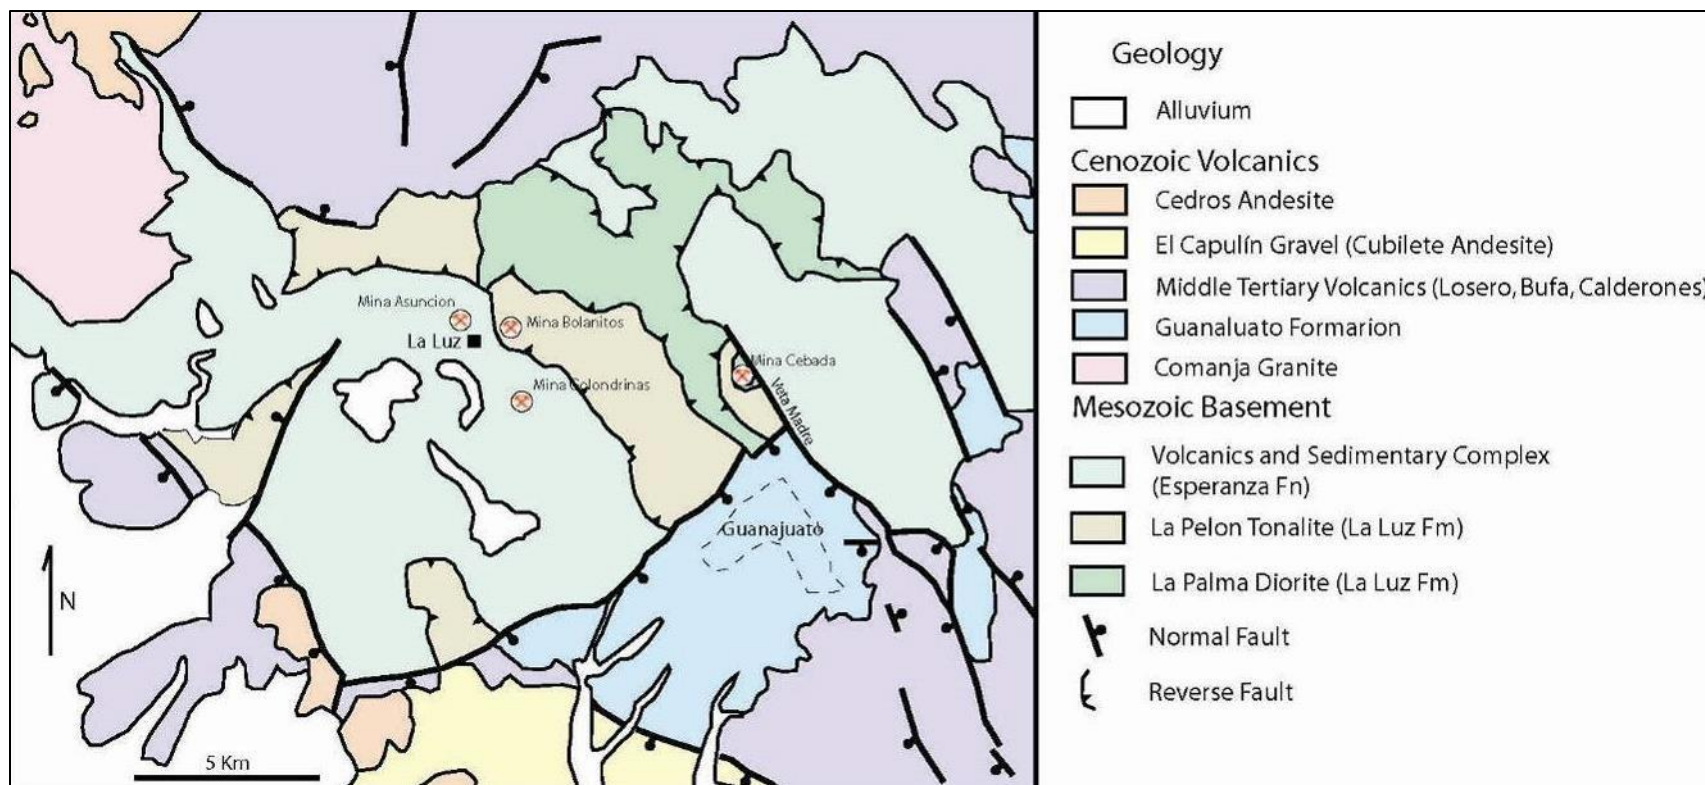 Geology
Alluvium
Cenozoic Volcanics
Cedros Andesite
El Capulín Gravel (Cubilete Andesite)
Middle Tertiary Volcanics (Losero, Bufa, Calderones)
Guanaluato Formarion
Comanja Granite
Mesozoic Basement
Volcanics and Sedimentary Complex
(Esperanza Fn)
La Pelon Tonalite (La Luz Fm)
La Palma Diorite (La Luz Fm)
Normal Fault
Reverse Fault
Mina Asuncion
Mina Bolanitos
La Luz
Mina Cebada
Mina Golondrinas
Veta Madre
Guanajuato
N
5 Km